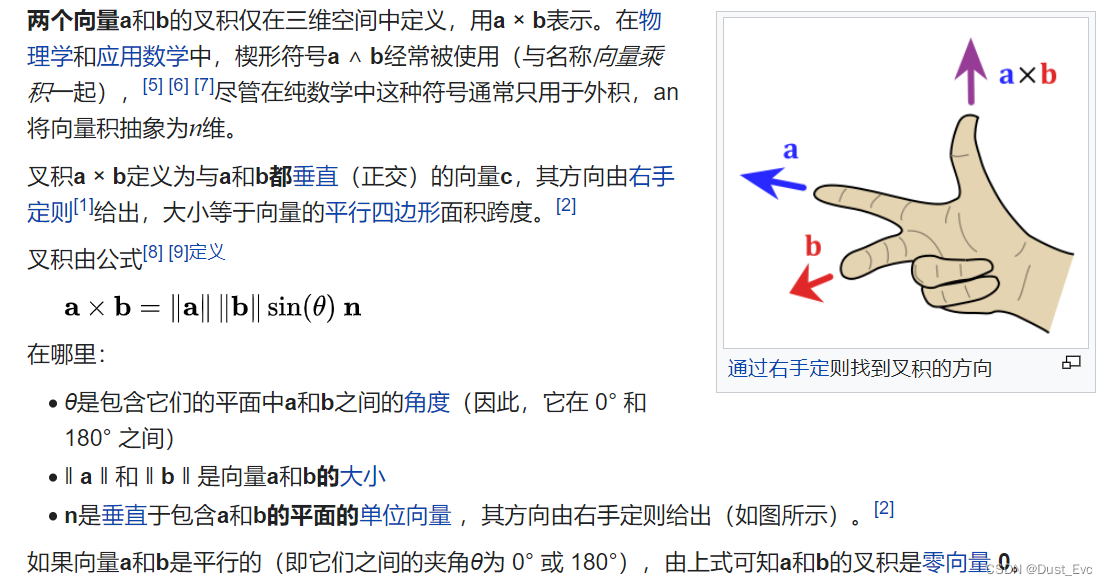 两个向量a和b的叉积仅在三维空间中定义，用a × b表示。在物
理学和应用数学中，楔形符号a ∧ b经常被使用（与名称向量乘
积一起），[5] [6] [7]尽管在纯数学中这种符号通常只用于外积，an
将向量积抽象为n维。
叉积a × b定义为与a和b都垂直（正交）的向量c，其方向由右手
定则[1]给出，大小等于向量的平行四边形面积跨度。[2]
叉积由公式[8] [9]定义
a × b = ‖a‖ ‖b‖ sin(θ) n
在哪里：
• θ是包含它们的平面中a和b之间的角度（因此，它在 0° 和
180° 之间）
• ‖ a ‖ 和 ‖ b ‖ 是向量a和b的大小
• n是垂直于包含a和b的平面的单位向量 ，其方向由右手定则给出（如图所示）。[2]
如果向量a和b是平行的（即它们之间的夹角θ为 0° 或 180°），由上式可知a和b的叉积是零向量 0。
a×b
a
b
通过右手定则找到叉积的方向
CSDN @Dust_Evc